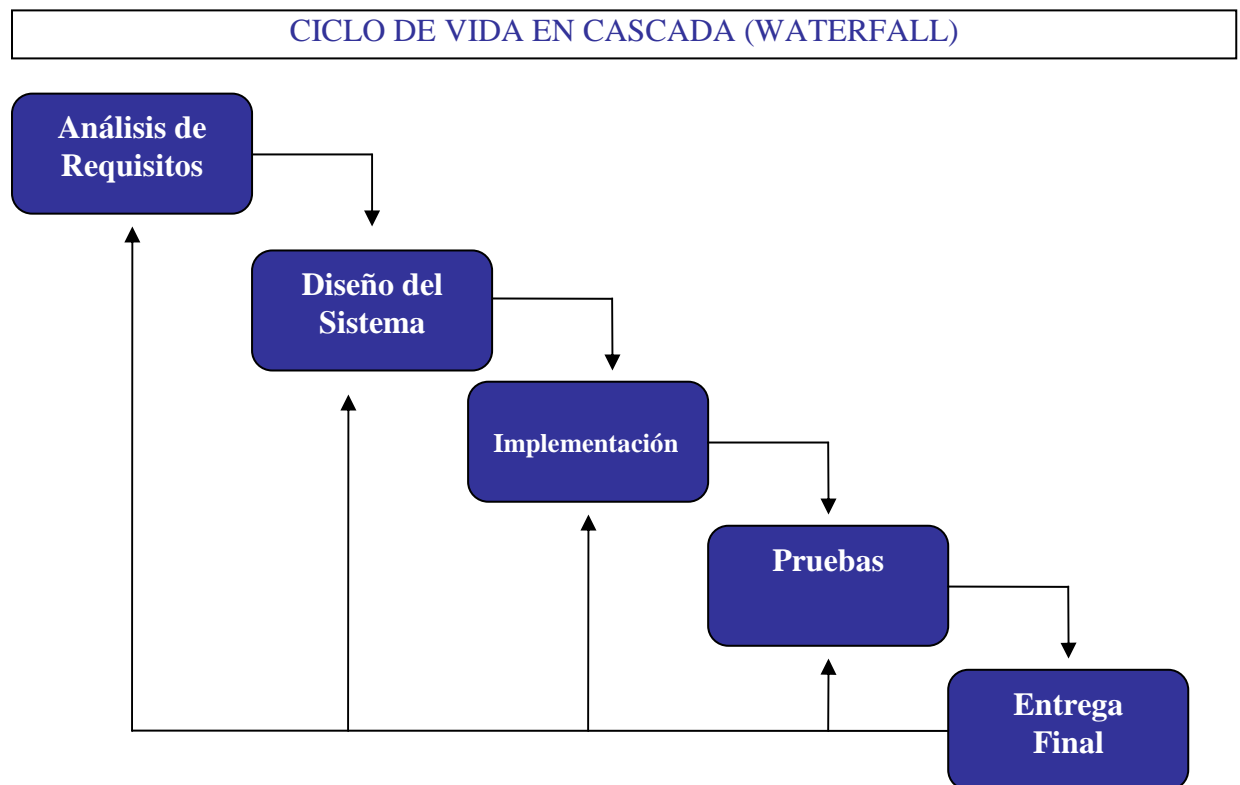 CICLO DE VIDA EN CASCADA (WATERFALL)
Análisis de
Requisitos
Diseño del
Sistema
Implementación
Pruebas
Entrega
Final